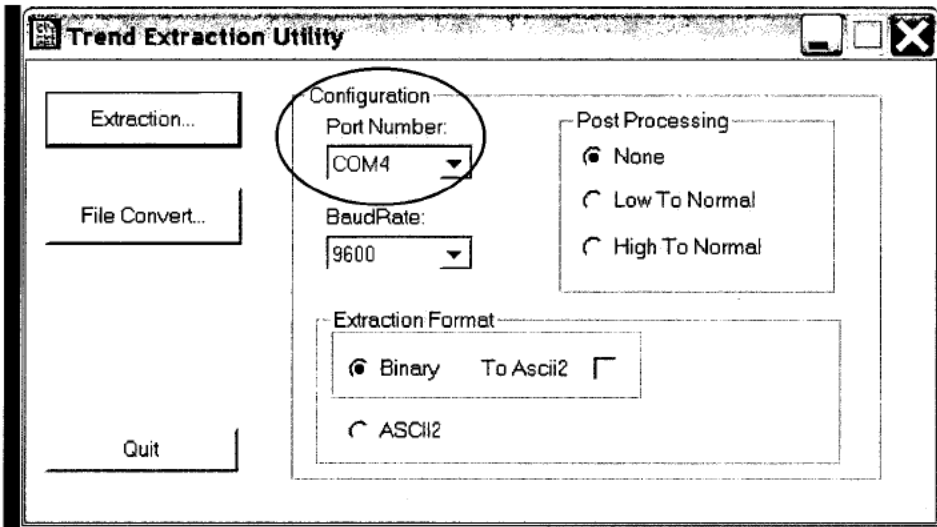 Trend Extraction Utility
Extraction...
File Convert...
Quit
Configuration
Port Number:
COM4
BaudRate:
9600
Post Processing
None
Low To Normal
High To Normal
Extraction Format
Binary To Ascii2
ASCII2